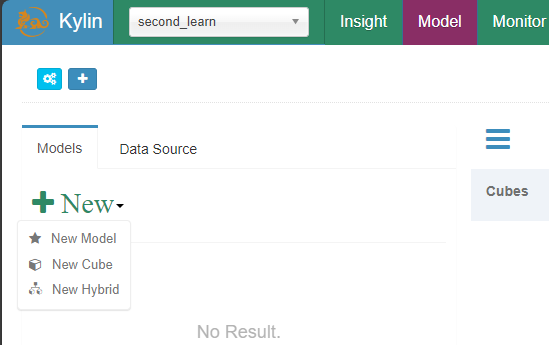 Kylin second_learn Insight Model Monitor
Models Data Source
Cubes
New
New Model
New Cube
New Hybrid
No Result.